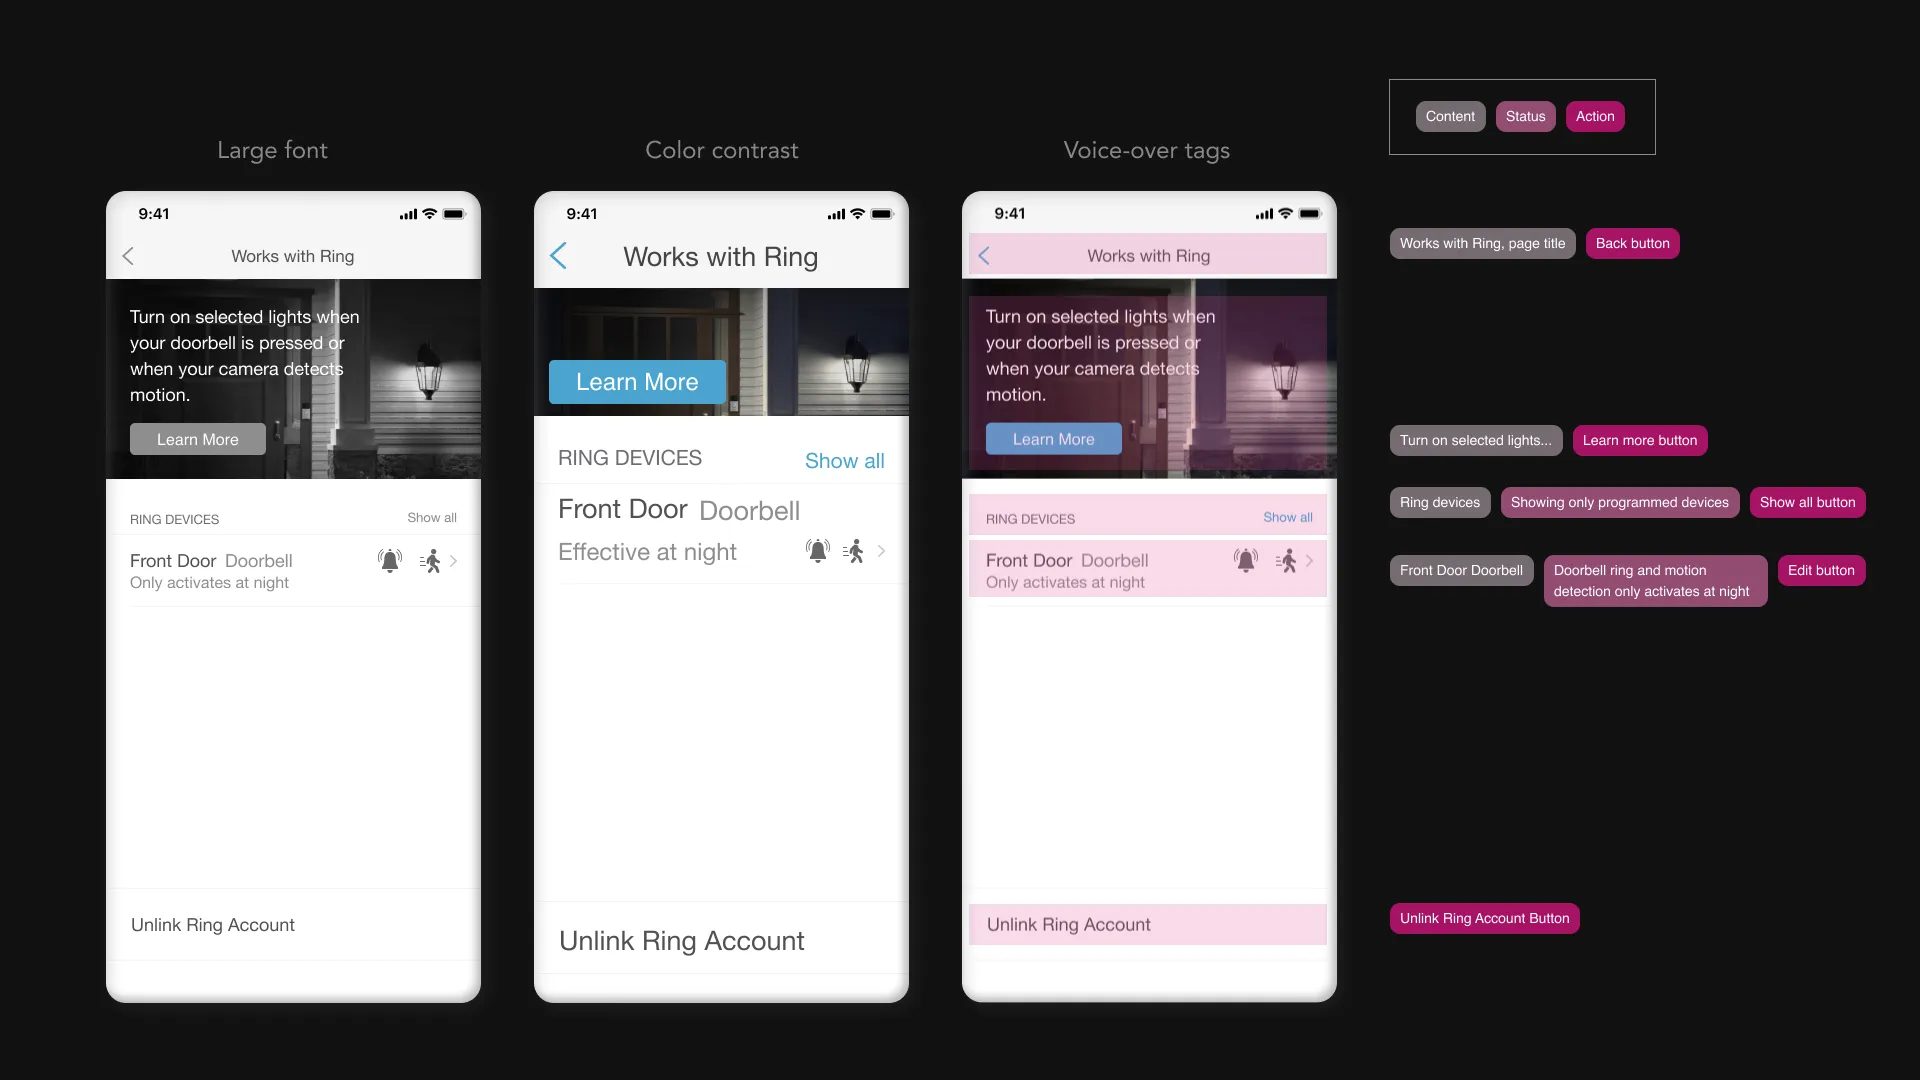 Content Status Action
Large font
Color contrast
Voice-over tags
9:41
Works with Ring
Turn on selected lights when
your doorbell is pressed or
when your camera detects
motion.
Learn More
RING DEVICES Show all
Front Door Doorbell
Only activates at night
Unlink Ring Account
9:41
Works with Ring
Learn More
RING DEVICES Show all
Front Door Doorbell
Effective at night
Unlink Ring Account
9:41
Works with Ring
Turn on selected lights when
your doorbell is pressed or
when your camera detects
motion.
Learn More
RING DEVICES Show all
Front Door Doorbell
Only activates at night
Unlink Ring Account
Works with Ring, page title Back button
Turn on selected lights... Learn more button
Ring devices Showing only programmed devices Show all button
Front Door Doorbell
Doorbell ring and motion
detection only activates at night
Edit button
Unlink Ring Account Button